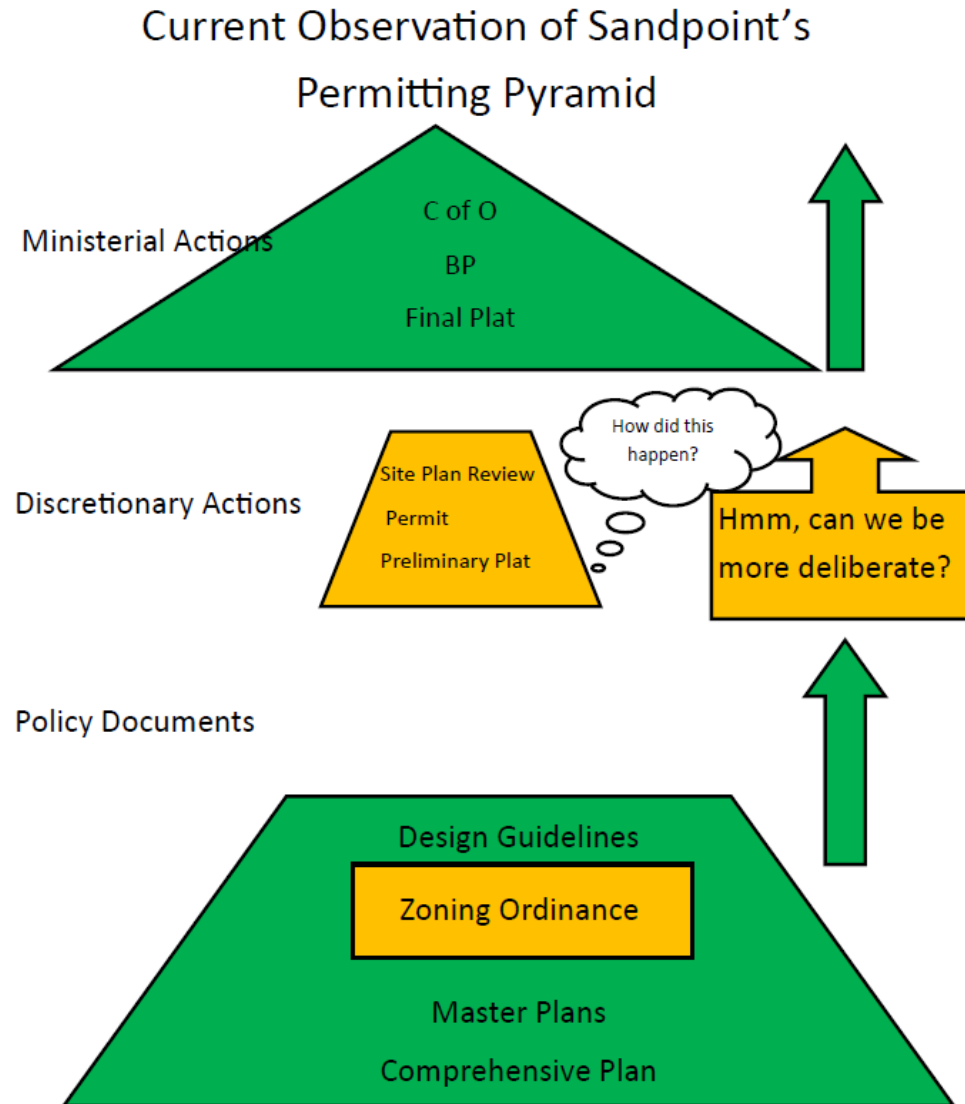 Current Observation of Sandpoint's
Permitting Pyramid
Ministerial Actions
C of O
BP
Final Plat
How did this
happen?
Discretionary Actions
Site Plan Review
Permit
Preliminary Plat
Hmm, can we be
more deliberate?
Policy Documents
Design Guidelines
Zoning Ordinance
Master Plans
Comprehensive Plan